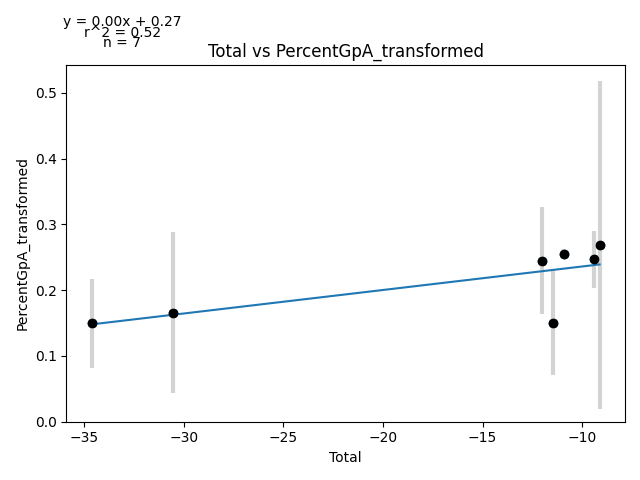 y = 0.00x + 0.27
r^2 = 0.52
n = 7
Total vs PercentGpA_transformed
PercentGpA_transformed
0.5
0.4
0.3
0.2
0.1
0.0
−35
−30
−25
−20
−15
−10
Total